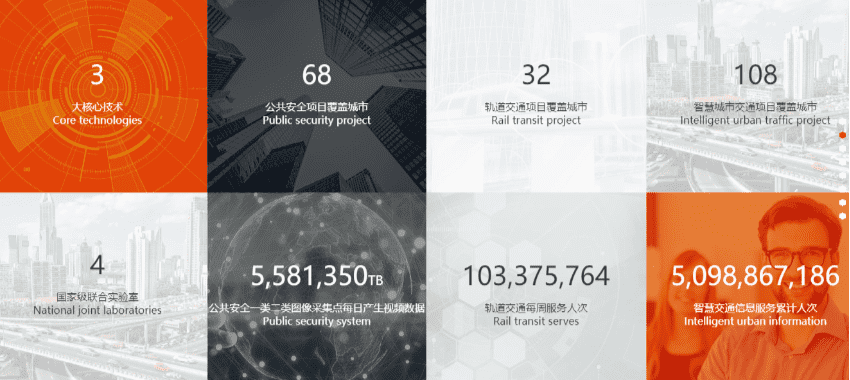 3
大核心技术
Core technologies
68
公共安全项目覆盖城市
Public security project
32
轨道交通项目覆盖城市
Rail transit project
108
智慧城市交通项目覆盖城市
Intelligent urban traffic project
4
国家级联合实验室
National joint laboratories
5,581,350TB
公共安全一类二类图像采集点每日产生视频数据
Public security system
103,375,764
轨道交通每周服务人次
Rail transit serves
5,098,867,186
智慧交通信息服务累计人次
Intelligent urban information